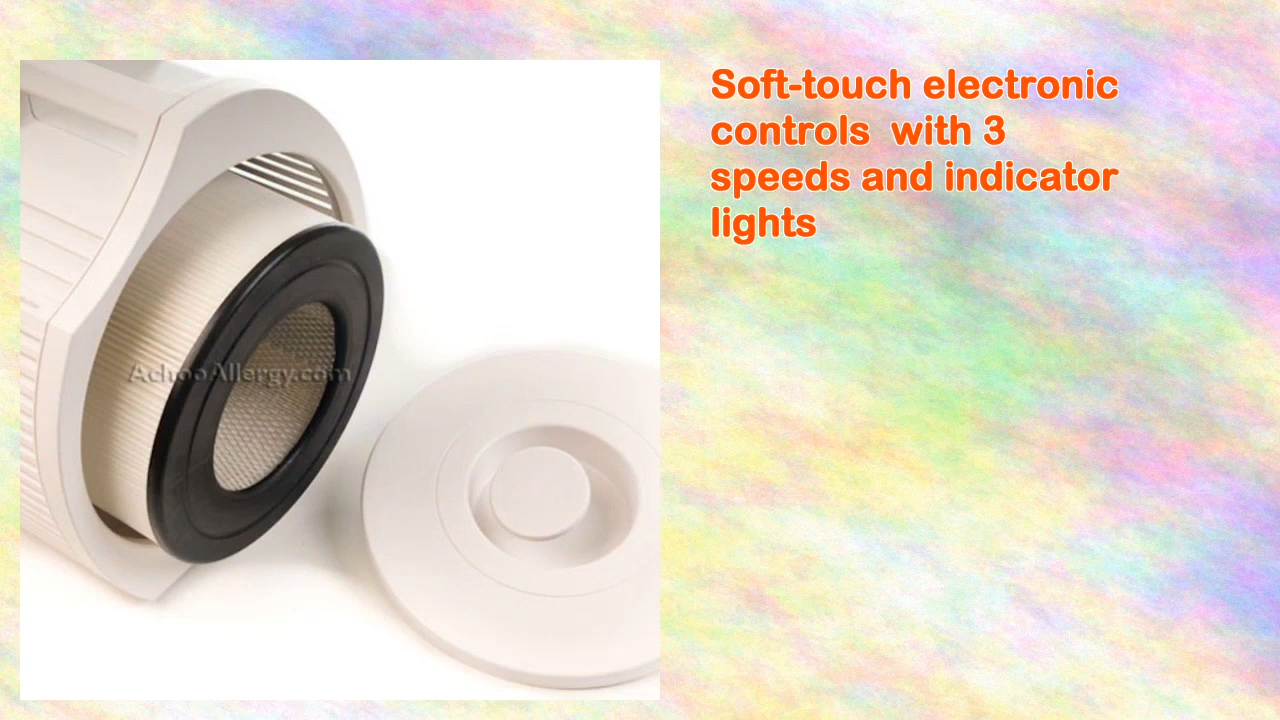 Soft-touch electronic
controls  with 3
speeds and indicator
lights
AchooAllergy.com